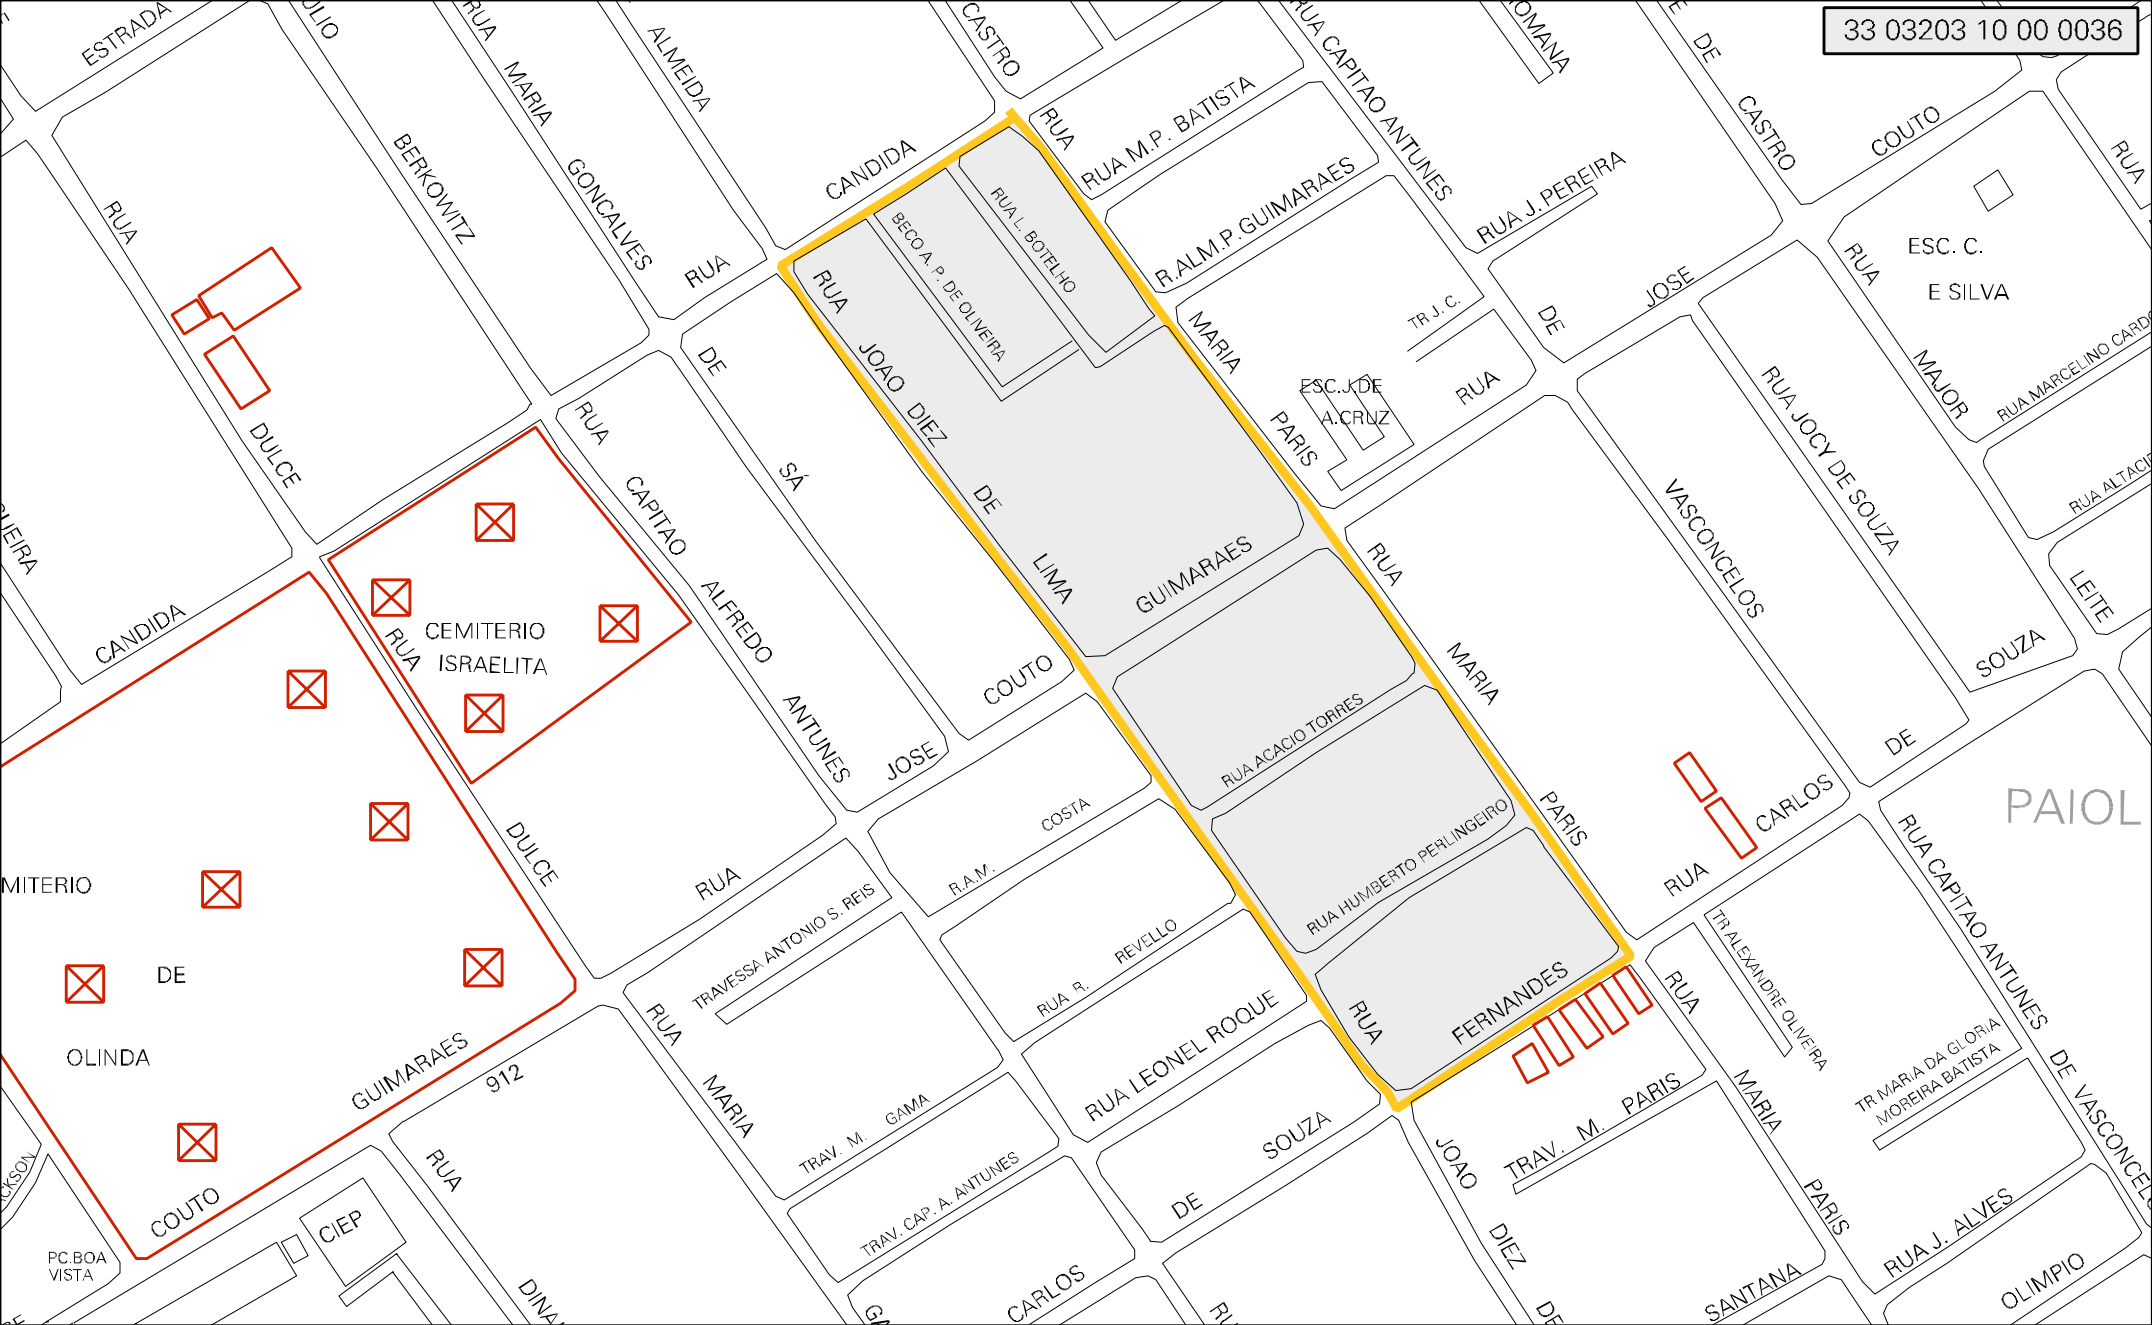 33 03203 10 00 0036
ESTRADA
RUA
MARIA
GONCALVES
ALMEIDA
CASTRO
RUA CAPITAO ANTUNES
DE
CASTRO
COUTO
RUA
BERKOWITZ
RUA
CANDIDA
RUA
RUA M.P. BATISTA
R.ALM.P.GUIMARAES
RUA J. PEREIRA
JOSE
DE
RUA
ESC. C.
E SILVA
MAJOR
RUA
RUA
JOAO
DIEZ
DE
LIMA
BECO A. P. DE OLIVEIRA
RUA L. BOTELHO
MARIA
PARIS
TR J. C.
ESC.J.DE
A.CRUZ
RUA
RUA JOCY DE SOUZA
VASCONCELOS
LEITE
SOUZA
DE
CARLOS
RUA
PAIOL
DULCE
DE
SÁ
RUA
CAPITAO
ALFREDO
ANTUNES
CEMITERIO
ISRAELITA
CANDIDA
RUA
DULCE
COUTO
JOSE
RUA
GUIMARAES
RUA
MARIA
PARIS
RUA ACACIO TORRES
RUA HUMBERTO PERLINGEIRO
RUA
FERNANDES
DE
OLINDA
GUIMARAES
912
COUTO
PC.BOA
VISTA
CIEP
RUA
RUA
MARIA
TRAVESSA ANTONIO S. REIS
R.A.M.
COSTA
RUA R.
REVELLO
RUA LEONEL ROQUE
TRAV. M. GAMA
TRAV. CAP. A. ANTUNES
CARLOS
DE
SOUZA
JOAO
DIEZ
DE
TRAV. M. PARIS
RUA
MARIA
PARIS
TR ALEXANDRE OLIVEIRA
RUA CAPITAO ANTUNES
DE
TR MARIA DA GLORIA
MOREIRA BATISTA
RUA J. ALVES
SANTANA
OLIMPIO